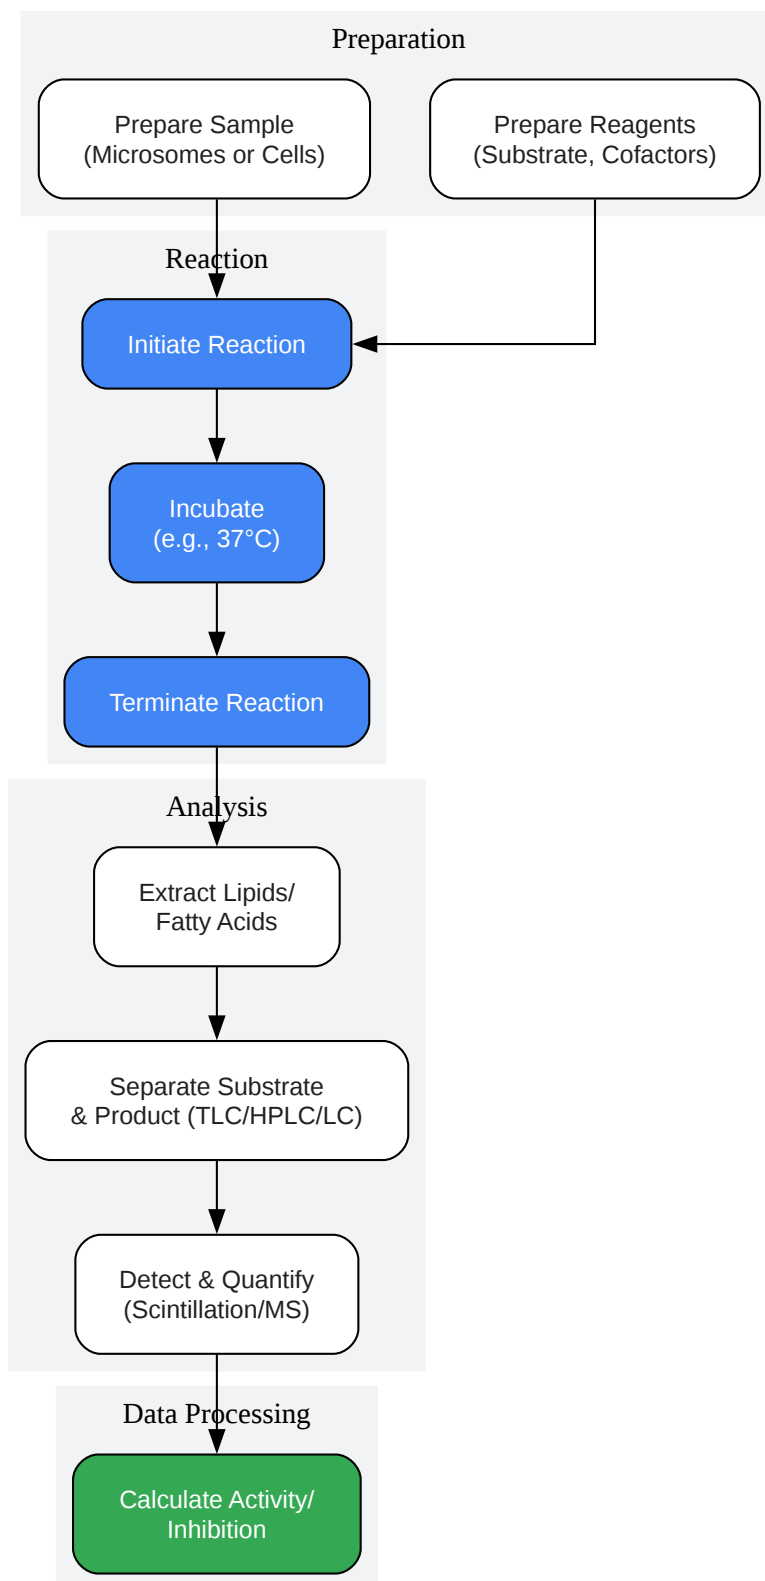 Preparation
Prepare Sample
(Microsomes or Cells)
Prepare Reagents
(Substrate, Cofactors)
Reaction
Initiate Reaction
Incubate
(e.g., 37°C)
Terminate Reaction
Analysis
Extract Lipids/
Fatty Acids
Separate Substrate
& Product (TLC/HPLC/LC)
Detect & Quantify
(Scintillation/MS)
Data Processing
Calculate Activity/
Inhibition